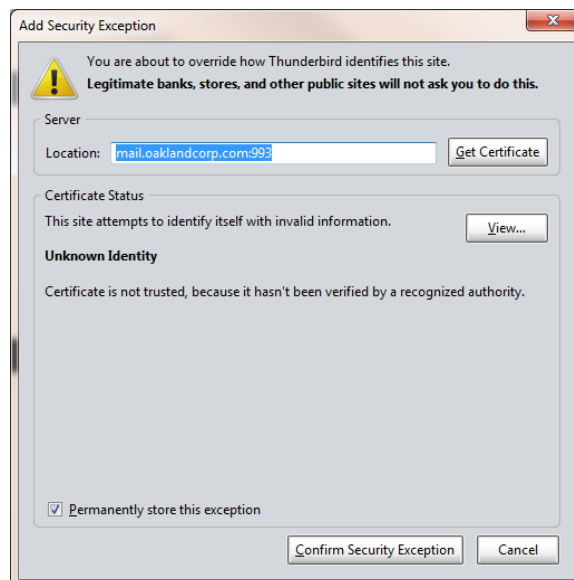 Add Security Exception
You are about to override how Thunderbird identifies this site.
Legitimate banks, stores, and other public sites will not ask you to do this.
Server
Location: mail.oaklandcorp.com:993 Get Certificate
Certificate Status
This site attempts to identify itself with invalid information.
View...
Unknown Identity
Certificate is not trusted, because it hasn't been verified by a recognized authority.
Permanently store this exception
Confirm Security Exception Cancel